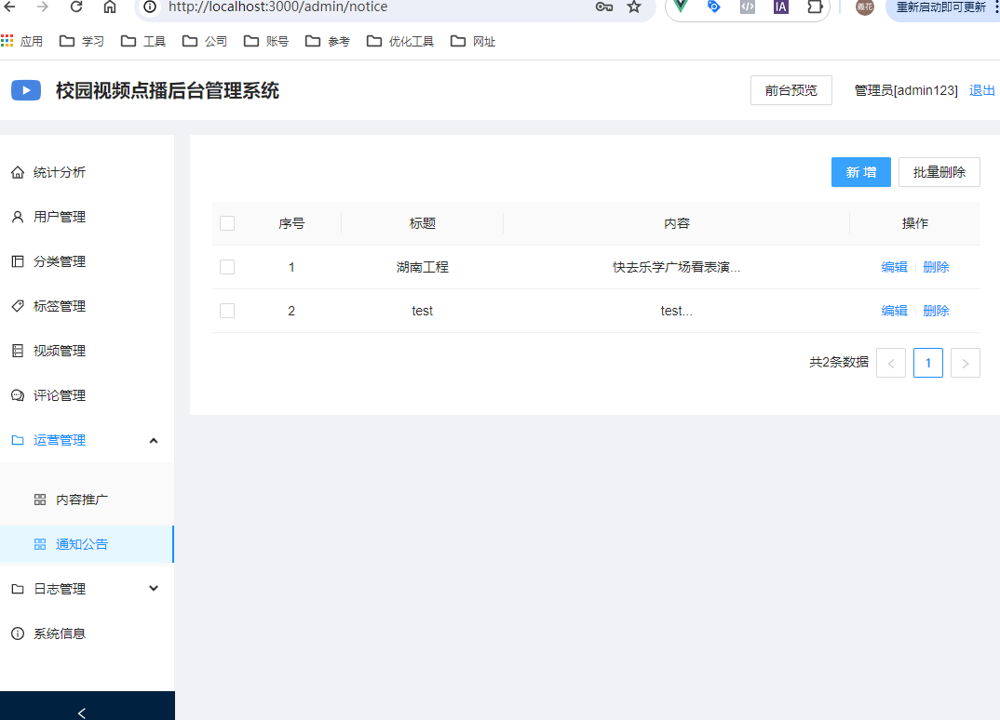 http://localhost:3000/admin/notice
IA
義花
重新启动即可更新
应用 学习 工具 公司 账号 参考 优化工具 网址
校园视频点播后台管理系统
前台预览 管理员[admin123] 退出
统计分析
用户管理
分类管理
标签管理
视频管理
评论管理
运营管理
内容推广
通知公告
日志管理
系统信息
新 增 批量删除
序号 标题 内容 操作
1 湖南工程 快去乐学广场看表演... 编辑 删除
2 test test... 编辑 删除
共2条数据 < 1 >